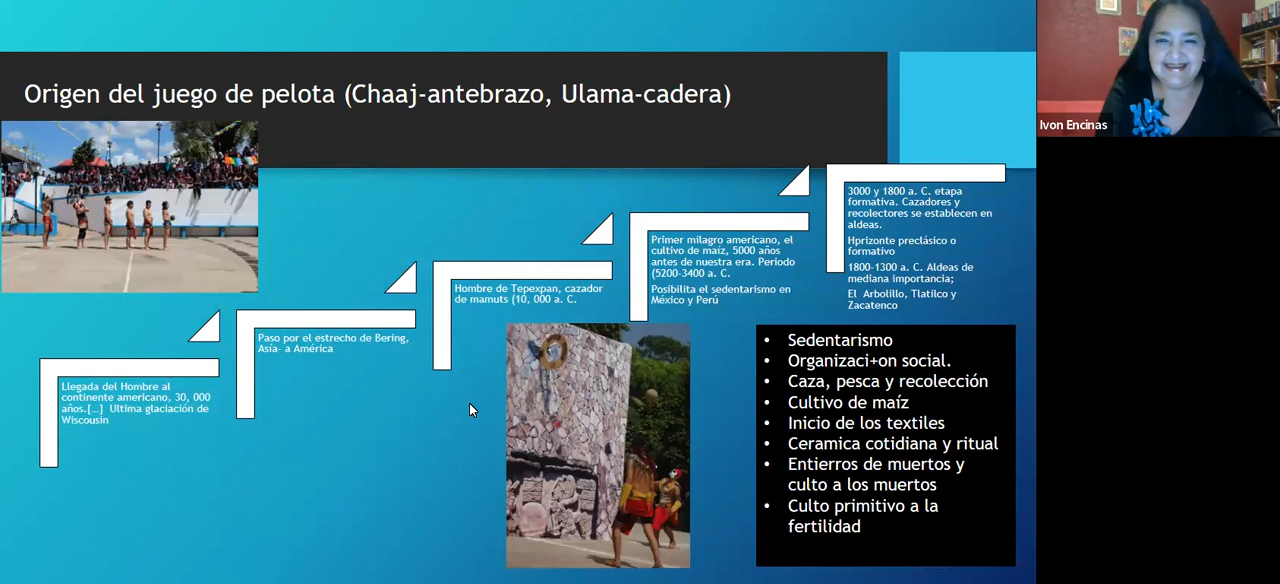 Origen del juego de pelota (Chaaj-antebrazo, Ulama-cadera)
Ivon Encinas
Llegada del Hombre al
continente americano, 30, 000
años.[…]  Ultima glaciación de
Wiscousin
Paso por el estrecho de Bering,
Asía- a América
Hombre de Tepexpan, cazador
de mamuts (10, 000 a. C.
Primer milagro americano, el
cultivo de maíz, 5000 años
antes de nuestra era. Periodo
(5200-3400 a. C.
Posibilita el sedentarismo en
México y Perú
3000 y 1800 a. C. etapa
formativa. Cazadores y
recolectores se establecen en
aldeas.
Hprizonte preclásico o
formativo
1800-1300 a. C. Aldeas de
mediana importancia;
El  Arbolillo, Tlatilco y
Zacatenco
• Sedentarismo
• Organizaci+on social.
• Caza, pesca y recolección
• Cultivo de maíz
• Inicio de los textiles
• Ceramica cotidiana y ritual
• Entierros de muertos y
culto a los muertos
• Culto primitivo a la
fertilidad